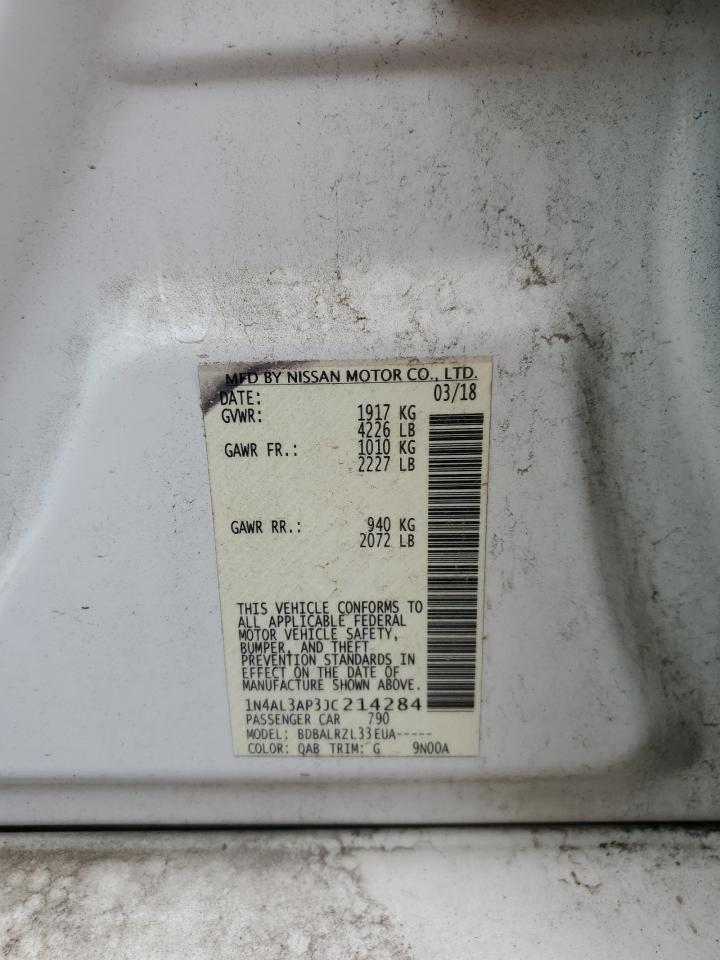 MFD BY NISSAN MOTOR CO., LTD.
DATE: 03/18
GVWR: 1917 KG
4226 LB
GAWR FR.: 1010 KG
2227 LB
GAWR RR.: 940 KG
2072 LB
THIS VEHICLE CONFORMS TO
ALL APPLICABLE FEDERAL
MOTOR VEHICLE SAFETY,
BUMPER, AND THEFT
PREVENTION STANDARDS IN
EFFECT ON THE DATE OF
MANUFACTURE SHOWN ABOVE.
1N4AL3AP3JC214284
PASSENGER CAR 790
MODEL: BDBALRZL33EUA-----
COLOR: QAB TRIM: G 9N00A